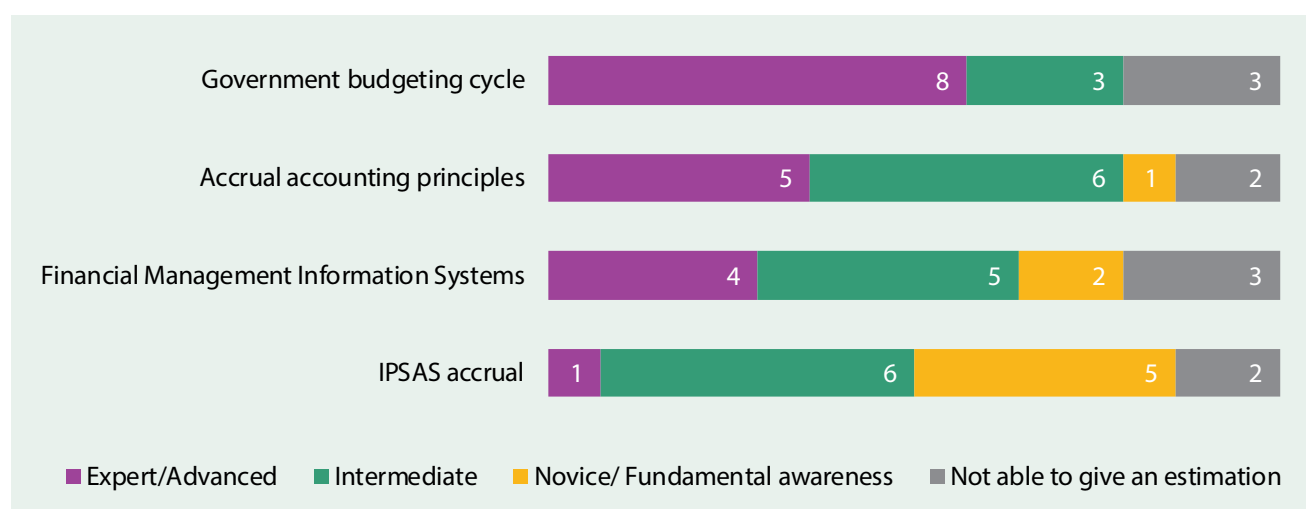 Government budgeting cycle 8 3 3
Accrual accounting principles 5 6 1 2
Financial Management Information Systems 4 5 2 3
IPSAS accrual 1 6 5 2
Expert/Advanced Intermediate Novice/ Fundamental awareness Not able to give an estimation